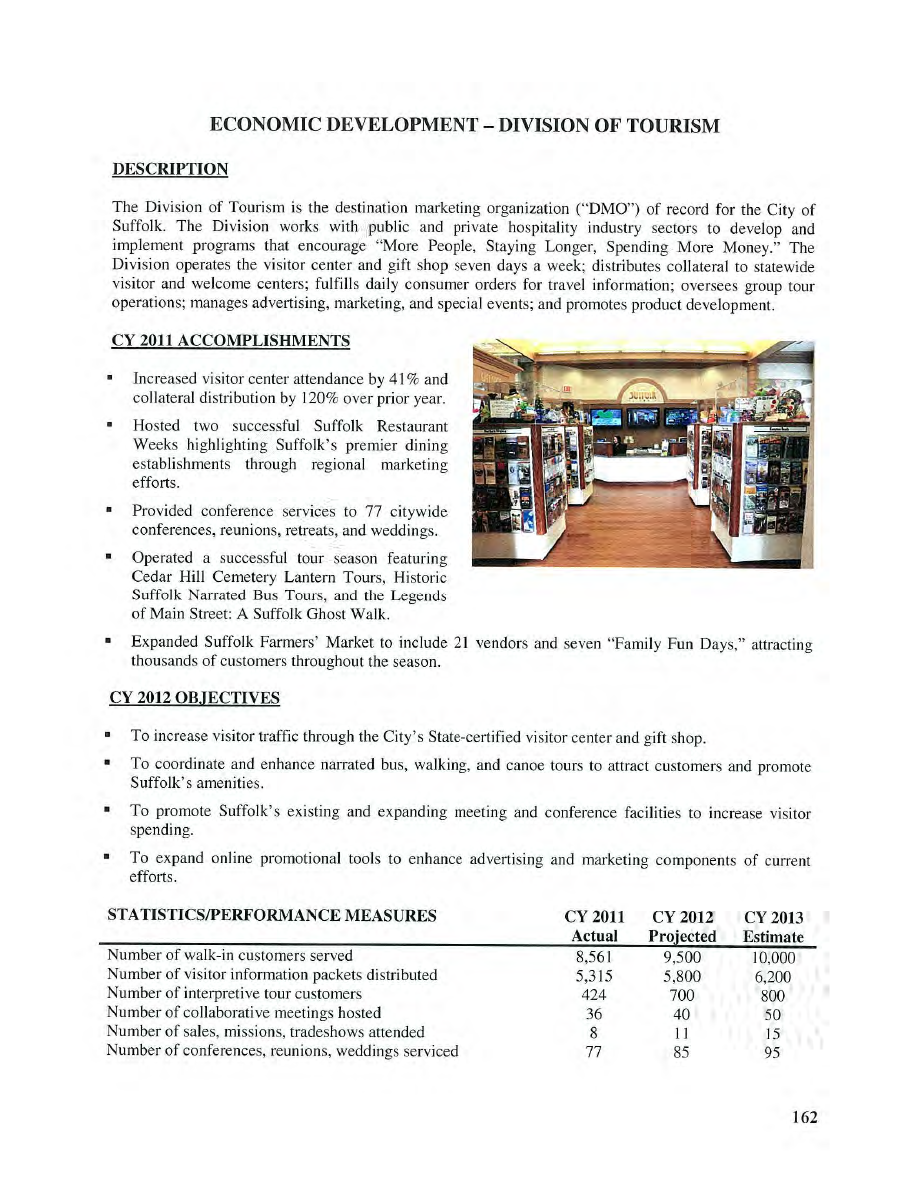 ECONOMIC DEVELOPMENT – DIVISION OF TOURISM
DESCRIPTION
The Division of Tourism is the destination marketing organization (“DMO”) of record for the City of
Suffolk. The Division works with public and private hospitality industry sectors to develop and
implement programs that encourage “More People, Staying Longer, Spending More Money.” The
Division operates the visitor center and gift shop seven days a week; distributes collateral to statewide
visitor and welcome centers; fulfills daily consumer orders for travel information; oversees group tour
operations; manages advertising, marketing, and special events; and promotes product development.
CY 2011 ACCOMPLISHMENTS
▪ Increased visitor center attendance by 41% and
collateral distribution by 120% over prior year.
▪ Hosted two successful Suffolk Restaurant
Weeks highlighting Suffolk’s premier dining
establishments through regional marketing
efforts.
▪ Provided conference services to 77 citywide
conferences, reunions, retreats, and weddings.
▪ Operated a successful tour season featuring
Cedar Hill Cemetery Lantern Tours, Historic
Suffolk Narrated Bus Tours, and the Legends
of Main Street: A Suffolk Ghost Walk.
▪ Expanded Suffolk Farmers’ Market to include 21 vendors and seven “Family Fun Days,” attracting
thousands of customers throughout the season.
suffolk
CY 2012 OBJECTIVES
▪ To increase visitor traffic through the City’s State-certified visitor center and gift shop.
▪ To coordinate and enhance narrated bus, walking, and canoe tours to attract customers and promote
Suffolk’s amenities.
▪ To promote Suffolk’s existing and expanding meeting and conference facilities to increase visitor
spending.
▪ To expand online promotional tools to enhance advertising and marketing components of current
efforts.
STATISTICS/PERFORMANCE MEASURES CY 2011 CY 2012 CY 2013
Actual Projected Estimate
Number of walk-in customers served 8,561 9,500 10,000
Number of visitor information packets distributed 5,315 5,800 6,200
Number of interpretive tour customers 424 700 800
Number of collaborative meetings hosted 36 40 50
Number of sales, missions, tradeshows attended 8 11 15
Number of conferences, reunions, weddings serviced 77 85 95
162